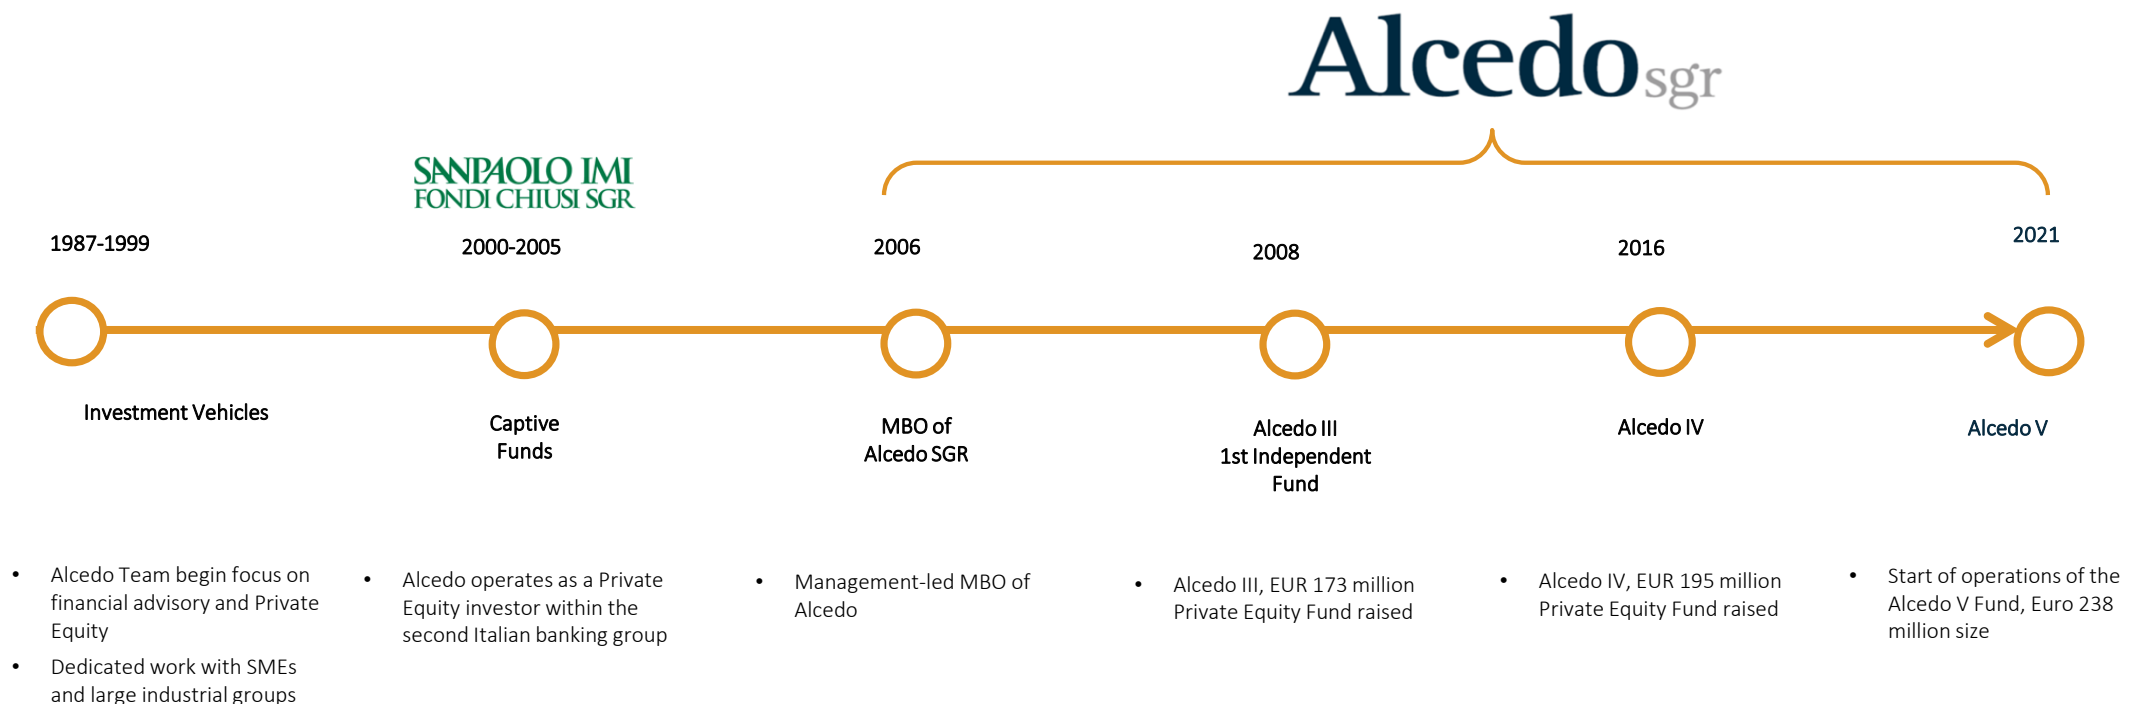 Alcedo sgr
SANPAOLO IMI
FONDI CHIUSI SGR
1987-1999
2000-2005
2006
2008
2016
2021
Investment Vehicles
Captive
Funds
MBO of
Alcedo SGR
Alcedo III
1st Independent
Fund
Alcedo IV
Alcedo V
• Alcedo Team begin focus on
financial advisory and Private
Equity
• Dedicated work with SMEs
and large industrial groups
• Alcedo operates as a Private
Equity investor within the
second Italian banking group
• Management-led MBO of
Alcedo
• Alcedo III, EUR 173 million
Private Equity Fund raised
• Alcedo IV, EUR 195 million
Private Equity Fund raised
• Start of operations of the
Alcedo V Fund, Euro 238
million size